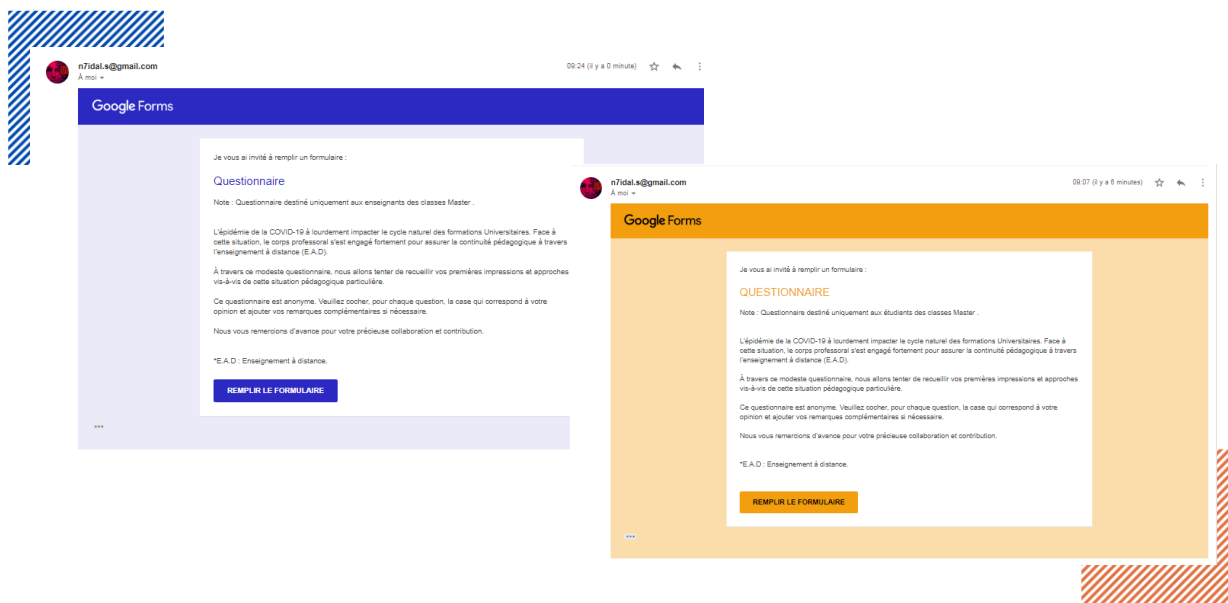 n7idal.s@gmail.com
À moi
09:24 (il y a 0 minute)
Google Forms
Je vous ai invité à remplir un formulaire :
Questionnaire
Note : Questionnaire destiné uniquement aux enseignants des classes Master .
L'épidémie de la COVID-19 à lourdement impacter le cycle naturel des formations Universitaires. Face à
cette situation, le corps professoral s'est engagé fortement pour assurer la continuité pédagogique à travers
l'enseignement à distance (E.A.D).
À travers ce modeste questionnaire, nous allons tenter de recueillir vos premières impressions et approches
vis-à-vis de cette situation pédagogique particulière.
Ce questionnaire est anonyme. Veuillez cocher, pour chaque question, la case qui correspond à votre
opinion et ajouter vos remarques complémentaires si nécessaire.
Nous vous remercions d'avance pour votre précieuse collaboration et contribution.
*E.A.D : Enseignement à distance.
REMPLIR LE FORMULAIRE
n7idal.s@gmail.com
À moi
09:07 (il y a 6 minutes)
Google Forms
Je vous ai invité à remplir un formulaire :
QUESTIONNAIRE
Note : Questionnaire destiné uniquement aux étudiants des classes Master .
L'épidémie de la COVID-19 à lourdement impacter le cycle naturel des formations Universitaires. Face à
cette situation, le corps professoral s'est engagé fortement pour assurer la continuité pédagogique à travers
l'enseignement à distance (E.A.D).
À travers ce modeste questionnaire, nous allons tenter de recueillir vos premières impressions et approches
vis-à-vis de cette situation pédagogique particulière.
Ce questionnaire est anonyme. Veuillez cocher, pour chaque question, la case qui correspond à votre
opinion et ajouter vos remarques complémentaires si nécessaire.
Nous vous remercions d'avance pour votre précieuse collaboration et contribution.
*E.A.D : Enseignement à distance.
REMPLIR LE FORMULAIRE